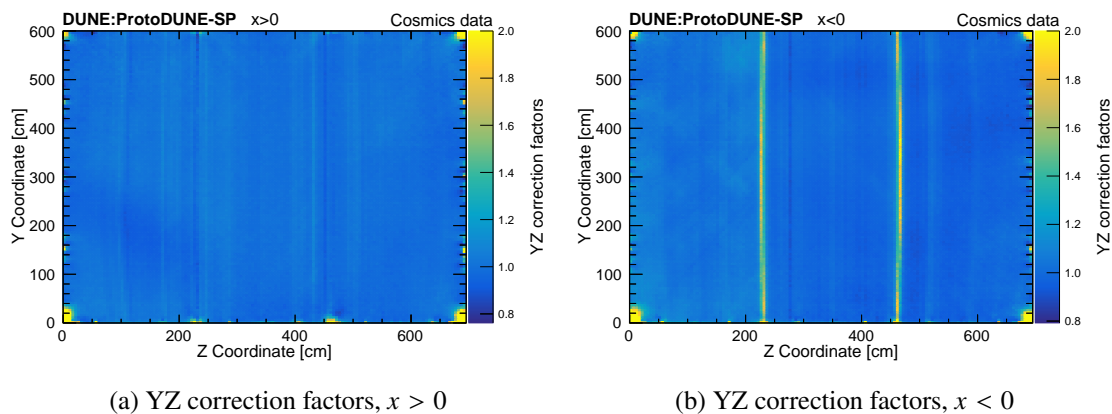 DUNE:ProtoDUNE-SP x>0 Cosmics data
600
500
400
300
200
100
0
Y Coordinate [cm]
0 200 400 600
Z Coordinate [cm]
2.0
1.8
1.6
1.4
1.2
1.0
0.8
YZ correction factors
(a) YZ correction factors, x > 0
DUNE:ProtoDUNE-SP x<0 Cosmics data
600
500
400
300
200
100
0
Y Coordinate [cm]
0 200 400 600
Z Coordinate [cm]
2.0
1.8
1.6
1.4
1.2
1.0
0.8
YZ correction factors
(b) YZ correction factors, x < 0